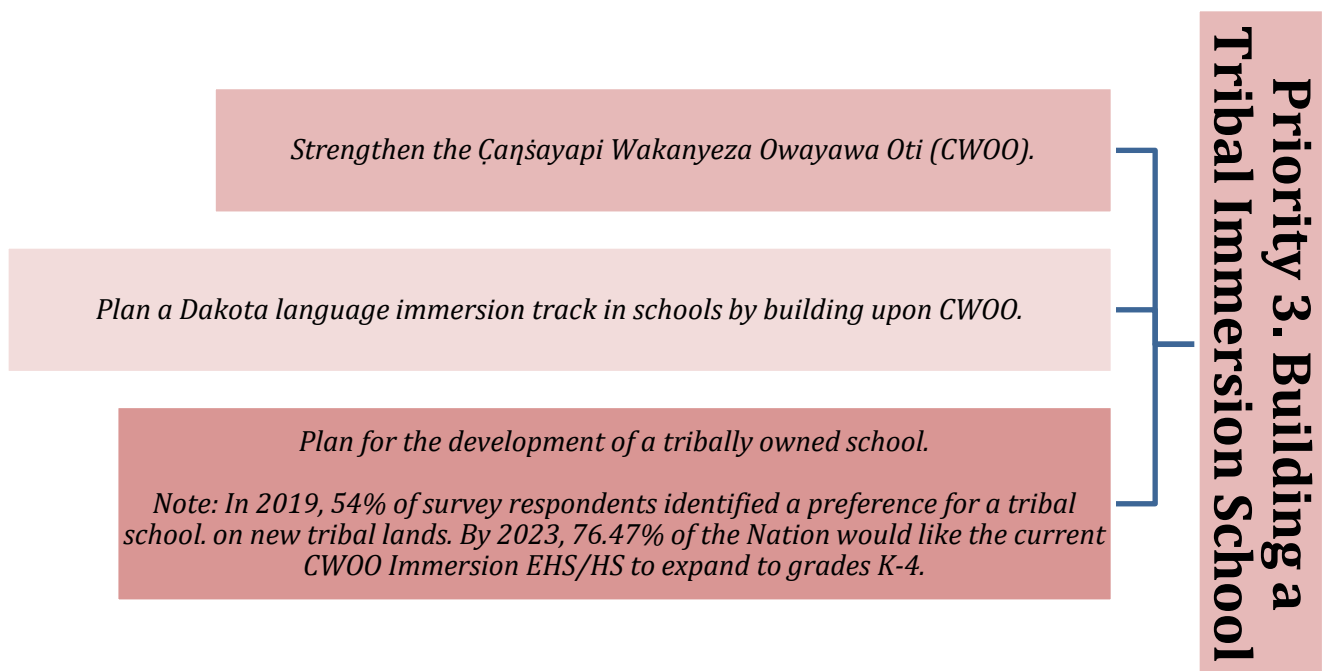 Priority 3. Building a
Tribal Immersion School
Strengthen the Çaƞṡayapi Wakanyeza Owayawa Oti (CWOO).
Plan a Dakota language immersion track in schools by building upon CWOO.
Plan for the development of a tribally owned school.
Note: In 2019, 54% of survey respondents identified a preference for a tribal
school. on new tribal lands. By 2023, 76.47% of the Nation would like the current
CWOO Immersion EHS/HS to expand to grades K-4.